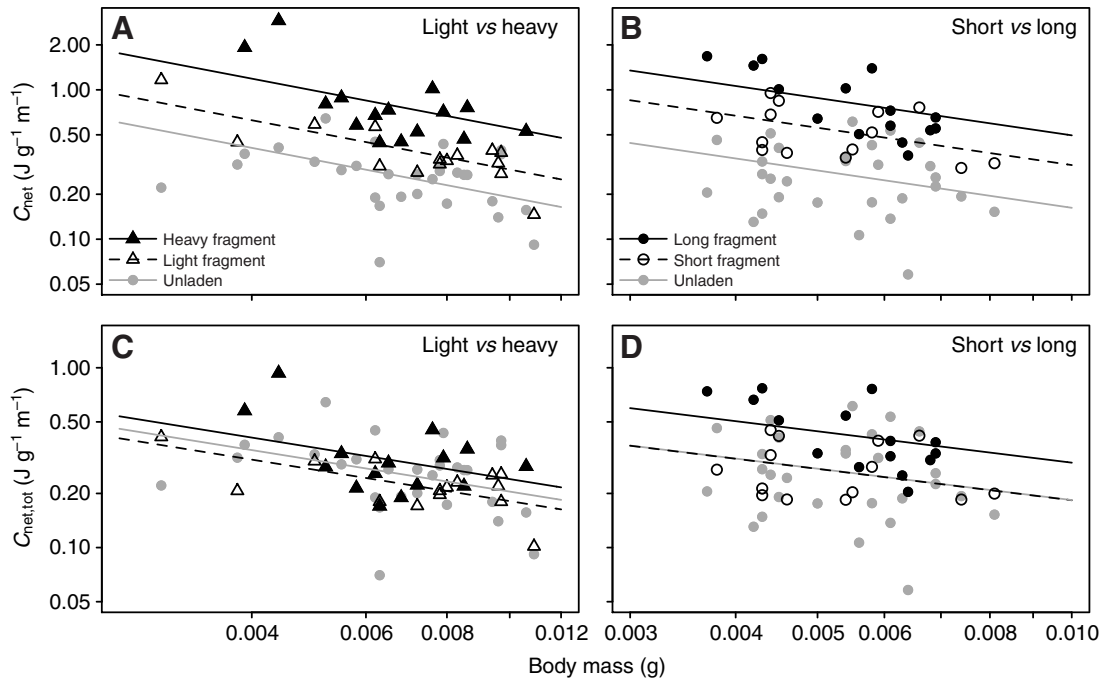 A
Light vs heavy
2.00
1.00
0.50
0.20
0.10
0.05
Cnet (J g–1 m–1)
Heavy fragment
Light fragment
Unladen
B
Short vs long
Long fragment
Short fragment
Unladen
C
Light vs heavy
1.00
0.50
0.20
0.10
0.05
Cnet,tot (J g–1 m–1)
0.004
0.006
0.008
0.012
D
Short vs long
0.003
0.004
0.005
0.006
0.008
0.010
Body mass (g)